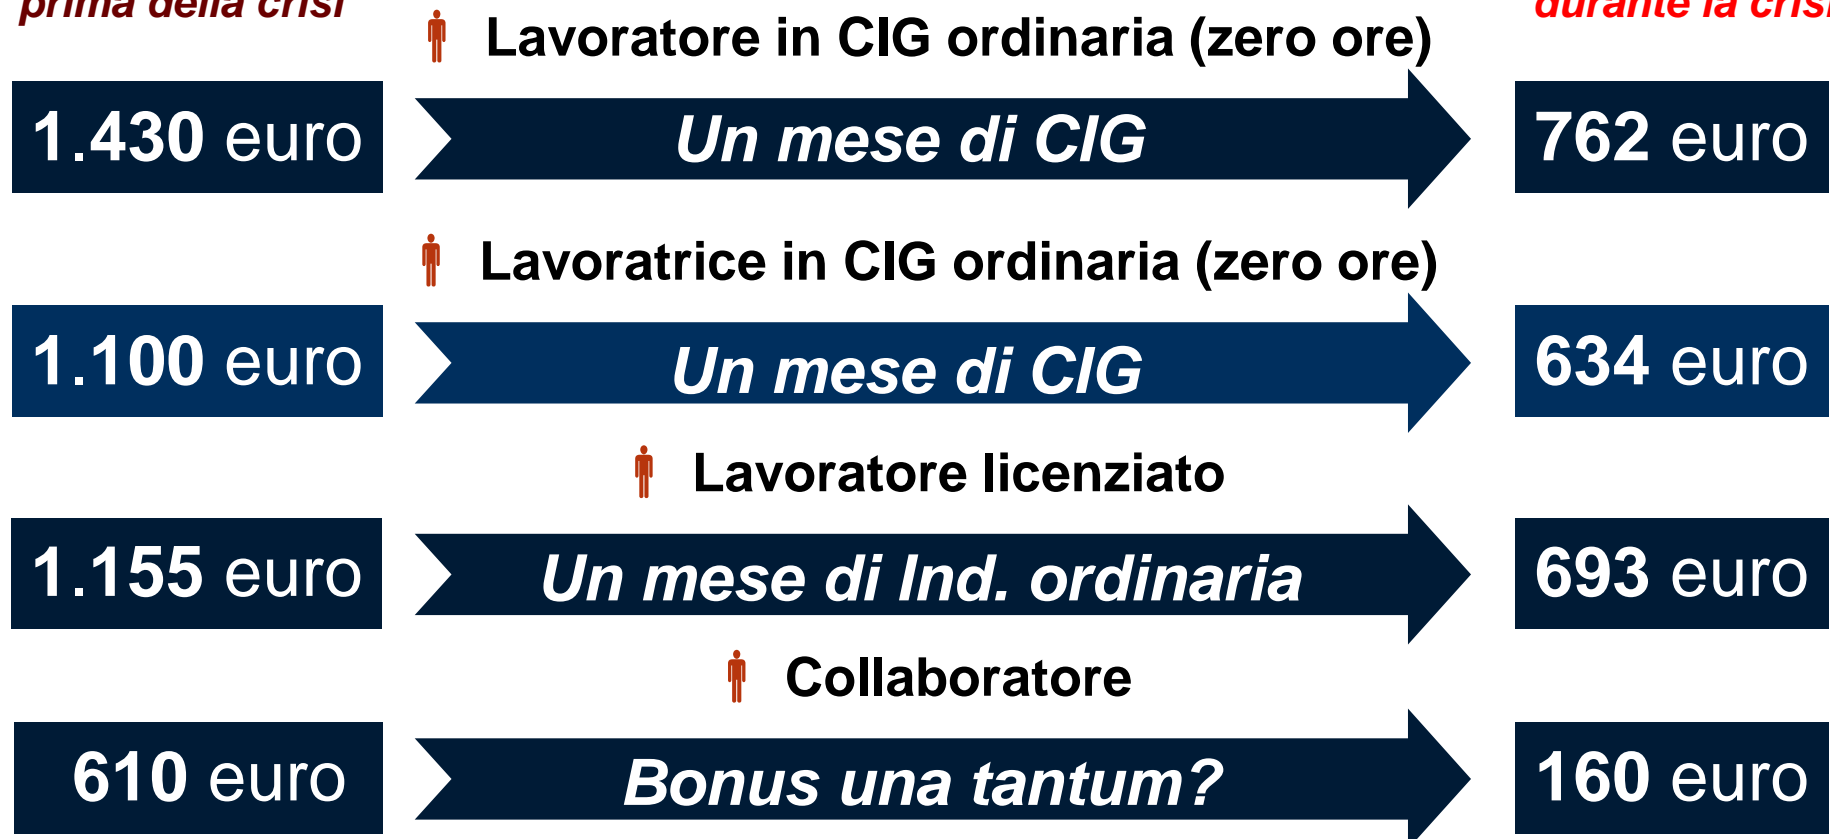 prima della crisi
durante la crisi
Lavoratore in CIG ordinaria (zero ore)
1.430 euro
Un mese di CIG
762 euro
Lavoratrice in CIG ordinaria (zero ore)
1.100 euro
Un mese di CIG
634 euro
Lavoratore licenziato
1.155 euro
Un mese di Ind. ordinaria
693 euro
Collaboratore
610 euro
Bonus una tantum?
160 euro